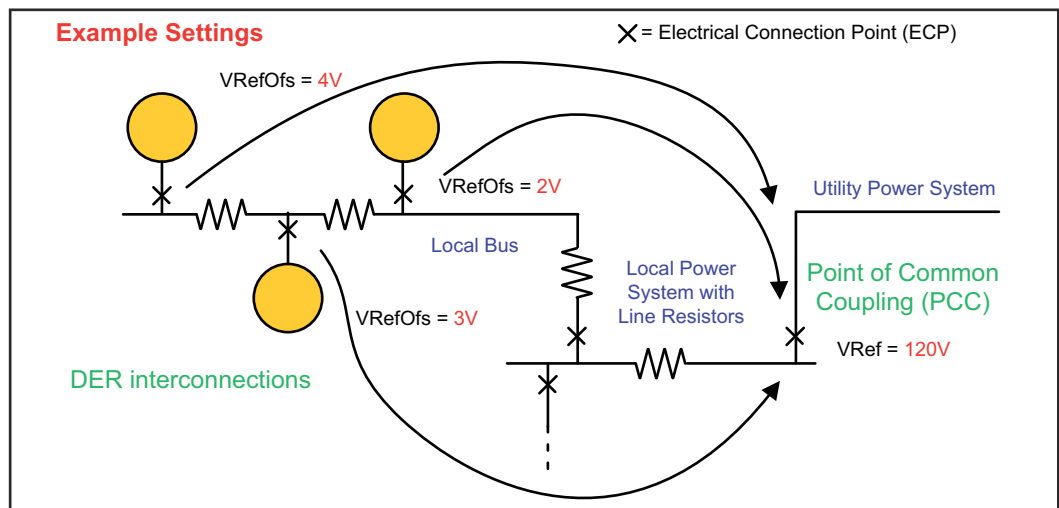 Example Settings
= Electrical Connection Point (ECP)
VRefOfs = 4V
VRefOfs = 2V
Utility Power System
Local Bus
Local Power
System with
Line Resistors
Point of Common
Coupling (PCC)
VRefOfs = 3V
VRef = 120V
DER interconnections